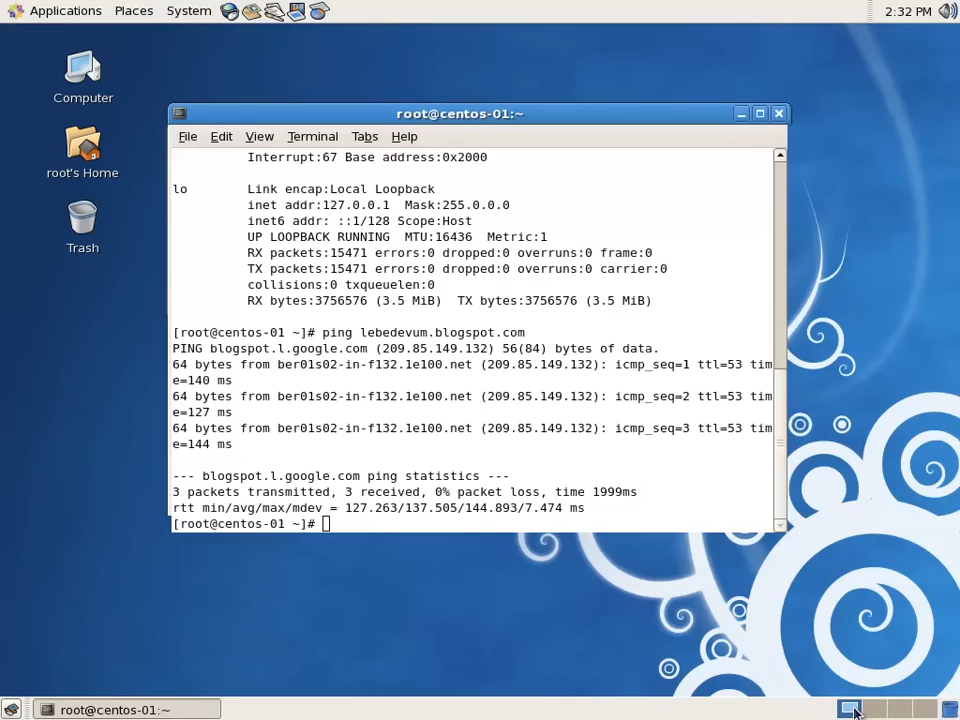 Applications Places System 2:32 PM
Computer
root's Home
Trash
root@centos-01:~
File Edit View Terminal Tabs Help
Interrupt:67 Base address:0x2000
lo Link encap:Local Loopback
inet addr:127.0.0.1 Mask:255.0.0.0
inet6 addr: ::1/128 Scope:Host
UP LOOPBACK RUNNING MTU:16436 Metric:1
RX packets:15471 errors:0 dropped:0 overruns:0 frame:0
TX packets:15471 errors:0 dropped:0 overruns:0 carrier:0
collisions:0 txqueuelen:0
RX bytes:3756576 (3.5 MiB) TX bytes:3756576 (3.5 MiB)
[root@centos-01 ~]# ping lebedevum.blogspot.com
PING blogspot.l.google.com (209.85.149.132) 56(84) bytes of data.
64 bytes from ber01s02-in-f132.1e100.net (209.85.149.132): icmp_seq=1 ttl=53 tim
e=140 ms
64 bytes from ber01s02-in-f132.1e100.net (209.85.149.132): icmp_seq=2 ttl=53 tim
e=127 ms
64 bytes from ber01s02-in-f132.1e100.net (209.85.149.132): icmp_seq=3 ttl=53 tim
e=144 ms
--- blogspot.l.google.com ping statistics ---
3 packets transmitted, 3 received, 0% packet loss, time 1999ms
rtt min/avg/max/mdev = 127.263/137.505/144.893/7.474 ms
[root@centos-01 ~]#
root@centos-01:~